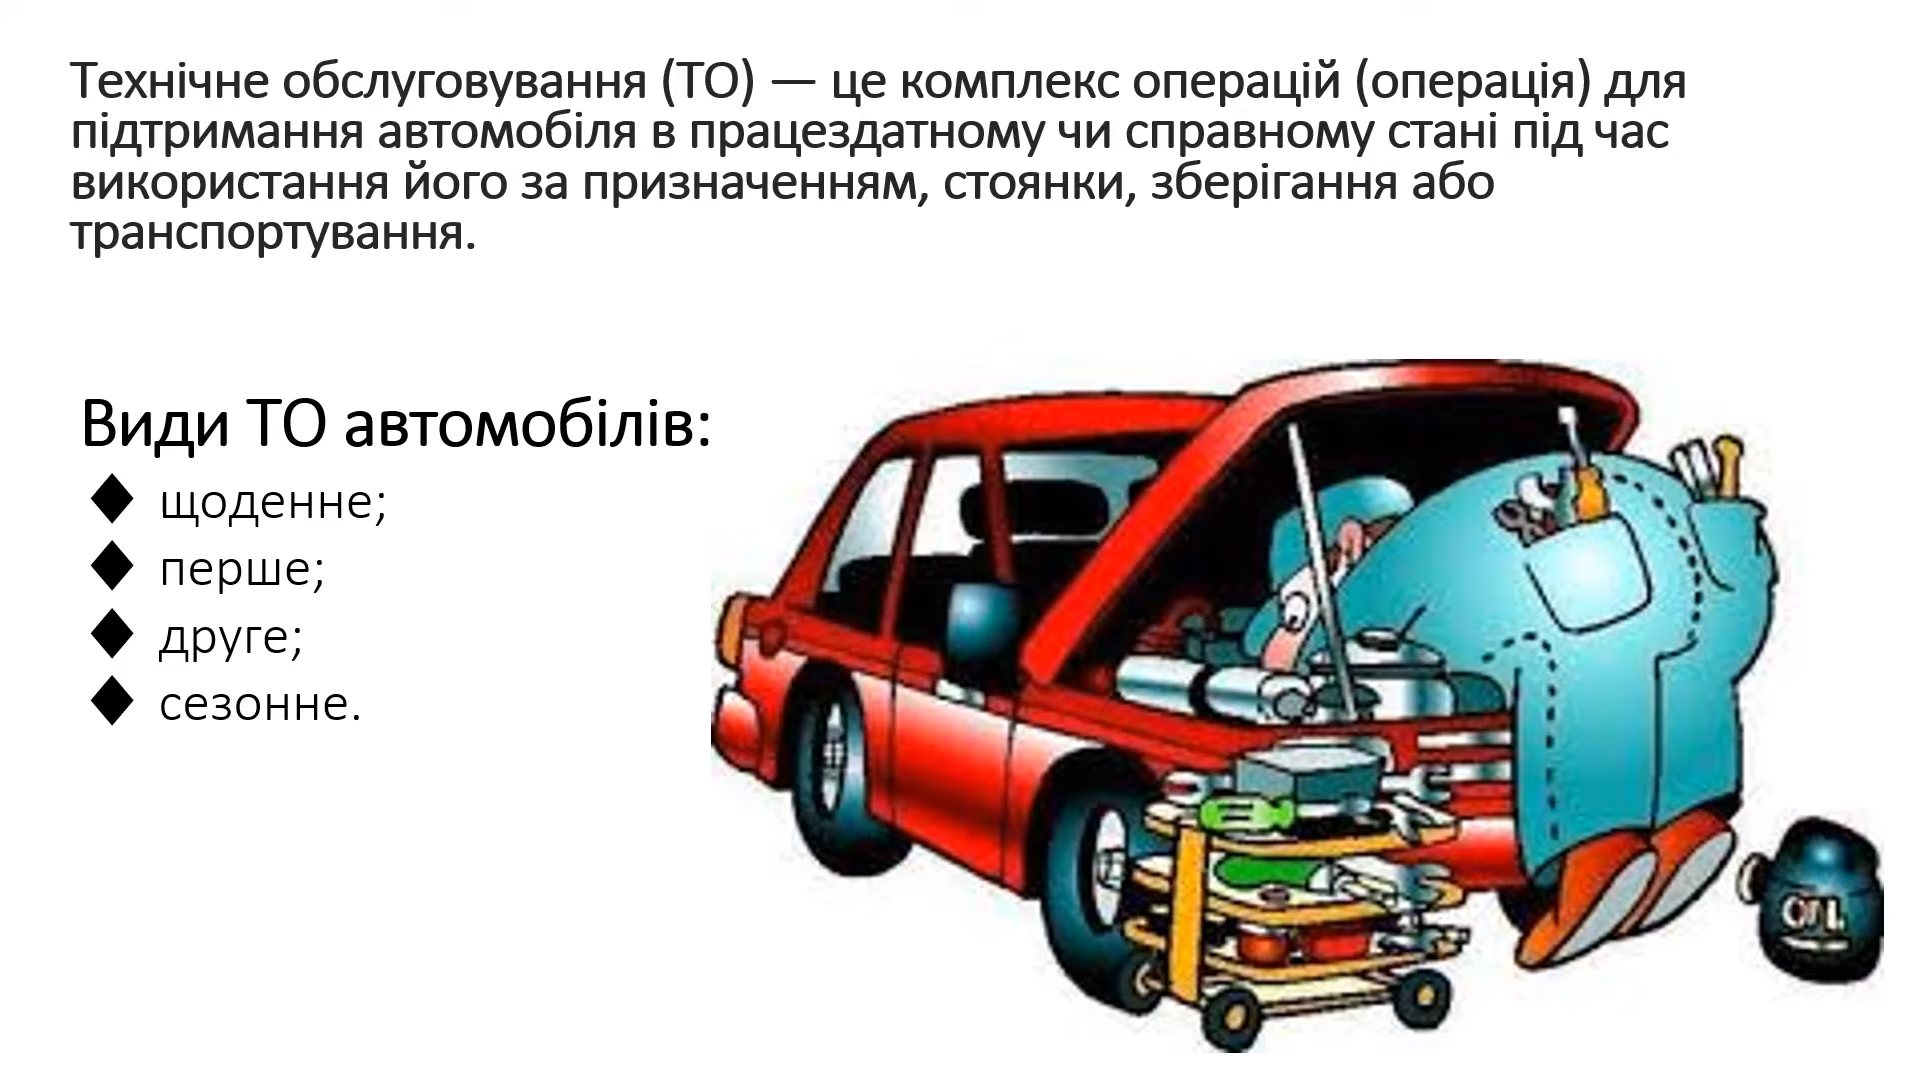 Технічне обслуговування (ТО) — це комплекс операцій (операція) для
підтримання автомобіля в працездатному чи справному стані під час
використання його за призначенням, стоянки, зберігання або
транспортування.
Види ТО автомобілів:
♦ щоденне;
♦ перше;
♦ друге;
♦ сезонне.
OIL